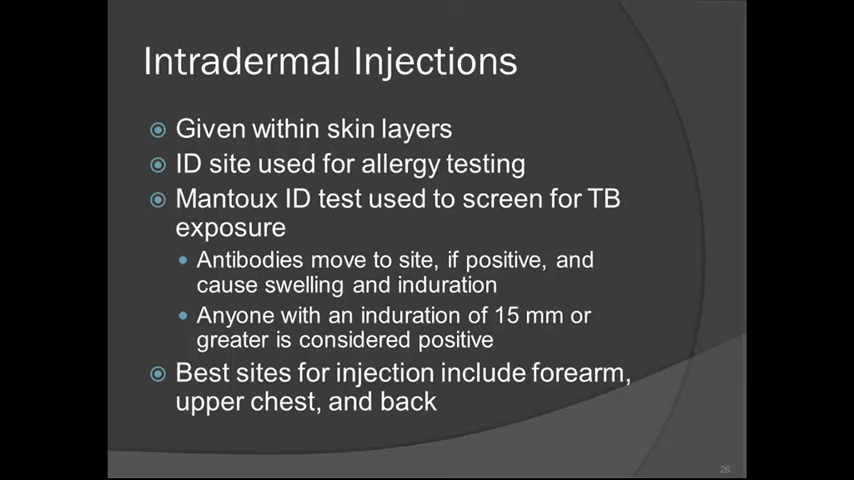 Intradermal Injections
Given within skin layers
ID site used for allergy testing
Mantoux ID test used to screen for TB
exposure
Antibodies move to site, if positive, and
cause swelling and induration
Anyone with an induration of 15 mm or
greater is considered positive
Best sites for injection include forearm,
upper chest, and back
26